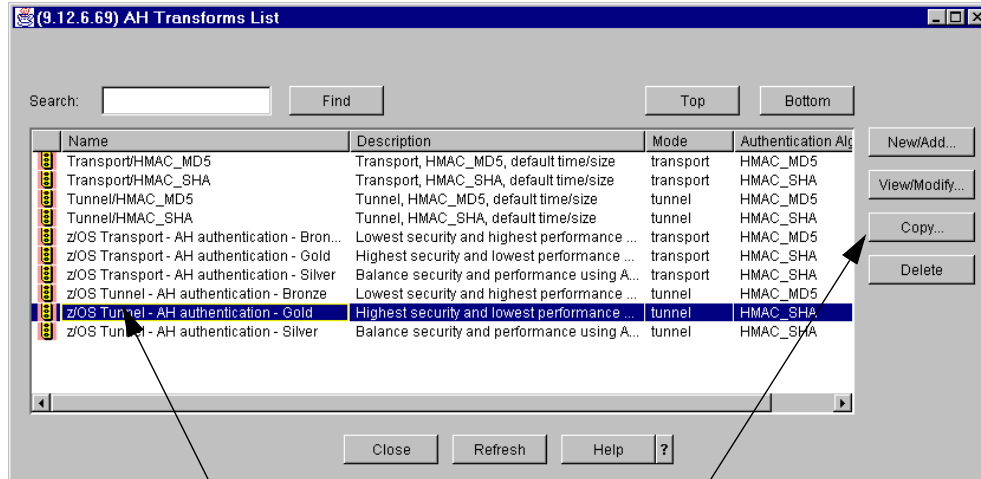 (9.12.6.69) AH Transforms List
Search: Find Top Bottom
Name Description Mode Authentication Alg
Transport/HMAC_MD5 Transport, HMAC_MD5, default time/size transport HMAC_MD5
Transport/HMAC_SHA Transport, HMAC_SHA, default time/size transport HMAC_SHA
Tunnel/HMAC_MD5 Tunnel, HMAC_MD5, default time/size tunnel HMAC_MD5
Tunnel/HMAC_SHA Tunnel, HMAC_SHA, default time/size tunnel HMAC_SHA
z/OS Transport - AH authentication - Bron... Lowest security and highest performance ... transport HMAC_MD5
z/OS Transport - AH authentication - Gold Highest security and lowest performance ... transport HMAC_SHA
z/OS Transport - AH authentication - Silver Balance security and performance using A... transport HMAC_SHA
z/OS Tunnel - AH authentication - Bronze Lowest security and highest performance ... tunnel HMAC_MD5
z/OS Tunnel - AH authentication - Gold Highest security and lowest performance ... tunnel HMAC_SHA
z/OS Tunnel - AH authentication - Silver Balance security and performance using A... tunnel HMAC_SHA
New/Add...
View/Modify...
Copy...
Delete
Close Refresh Help ?